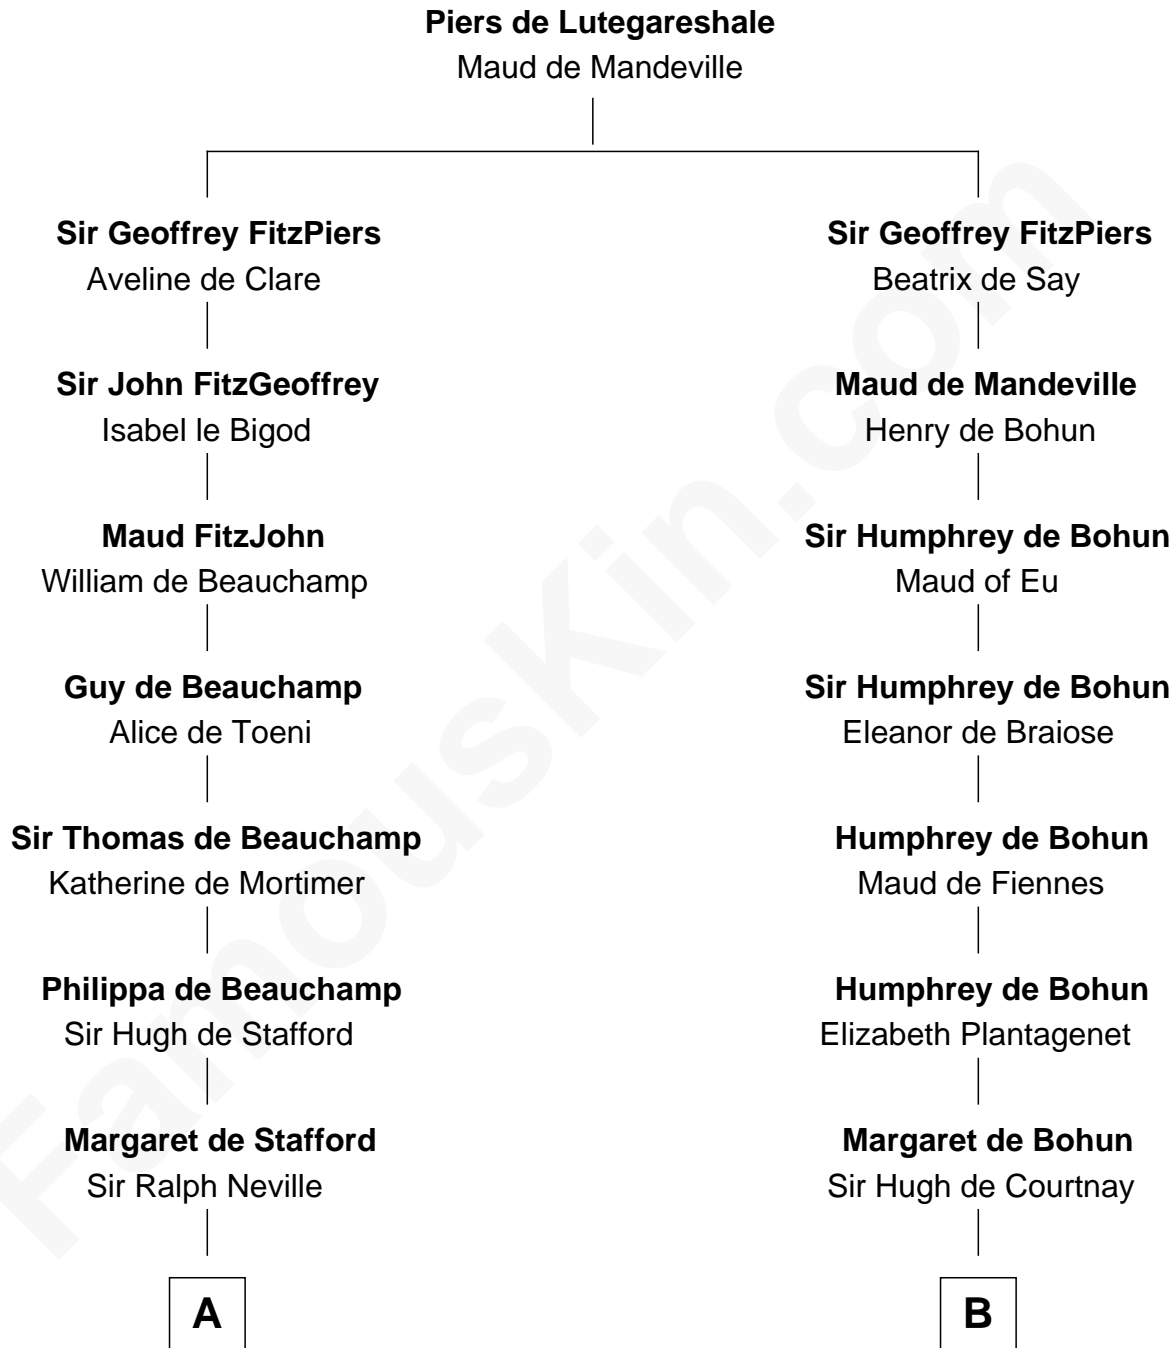 Piers de Lutegareshale
Maud de Mandeville
Sir Geoffrey FitzPiers
Aveline de Clare
Sir John FitzGeoffrey
Isabel le Bigod
Maud FitzJohn
William de Beauchamp
Guy de Beauchamp
Alice de Toeni
Sir Thomas de Beauchamp
Katherine de Mortimer
Philippa de Beauchamp
Sir Hugh de Stafford
Margaret de Stafford
Sir Ralph Neville
A
Sir Geoffrey FitzPiers
Beatrix de Say
Maud de Mandeville
Henry de Bohun
Sir Humphrey de Bohun
Maud of Eu
Sir Humphrey de Bohun
Eleanor de Braiose
Humphrey de Bohun
Maud de Fiennes
Humphrey de Bohun
Elizabeth Plantagenet
Margaret de Bohun
Sir Hugh de Courtnay
B
FamousKin.com